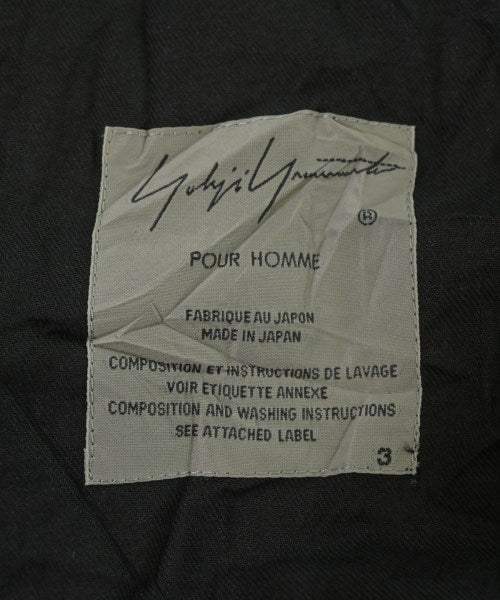 Yohji Yamamoto
®
POUR HOMME
FABRIQUE AU JAPON
MADE IN JAPAN
COMPOSITION ET INSTRUCTIONS DE LAVAGE
VOIR ETIQUETTE ANNEXE
COMPOSITION AND WASHING INSTRUCTIONS
SEE ATTACHED LABEL
3